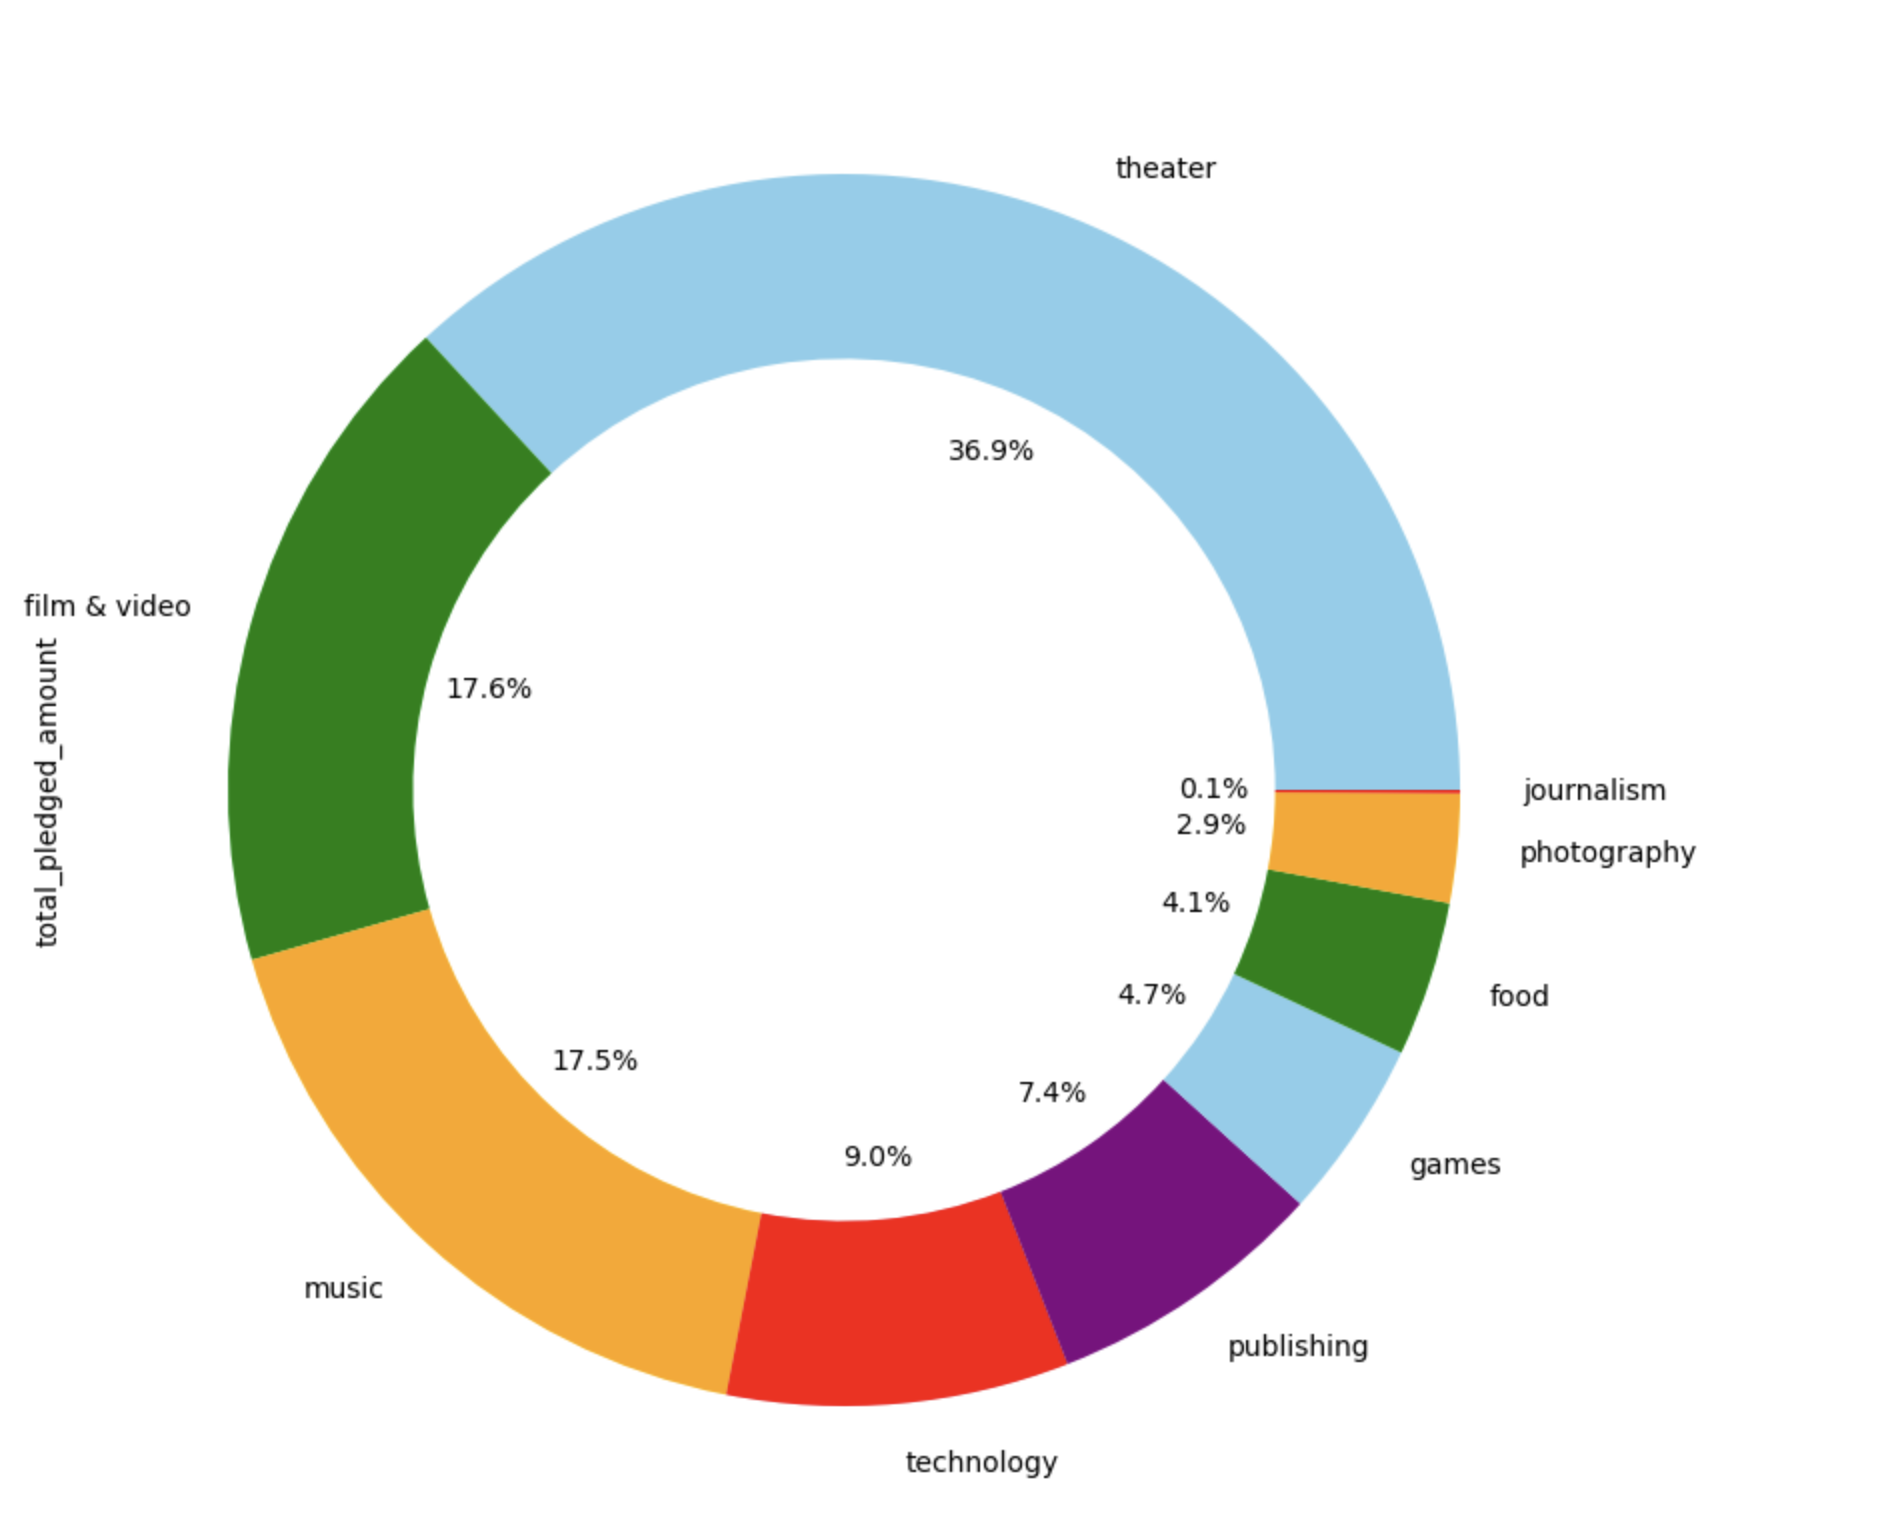 theater
36.9%
film & video
17.6%
total_pledged_amount
0.1%
journalism
2.9%
photography
4.1%
food
4.7%
games
17.5%
7.4%
9.0%
music
publishing
technology